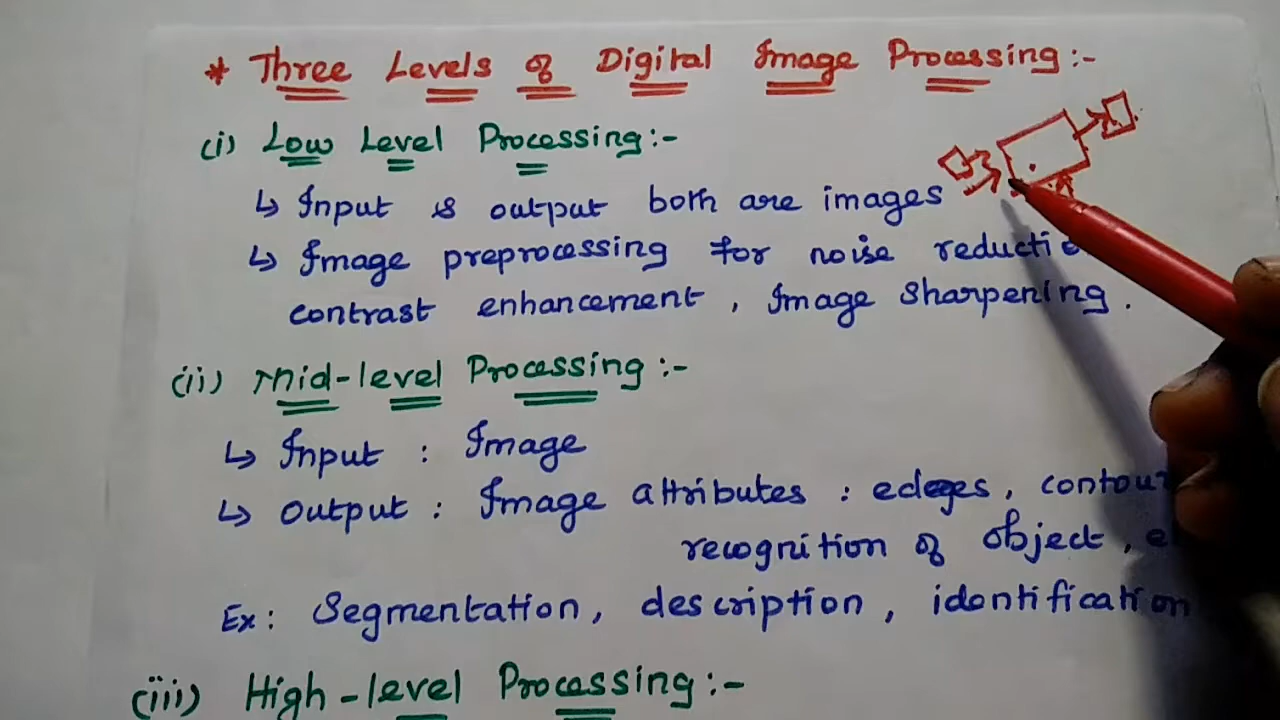 * Three Levels of Digital Image Processing :-
(i) Low Level Processing :-
↳ Input & output both are images
↳ Image preprocessing for noise
contrast enhancement, Image sharpening.
(ii) Mid-level Processing :-
↳ Input : Image
↳ Output : Image attributes : edeges,
recognition of object,
Ex: Segmentation, description, identification
(iii) High-level Processing :-